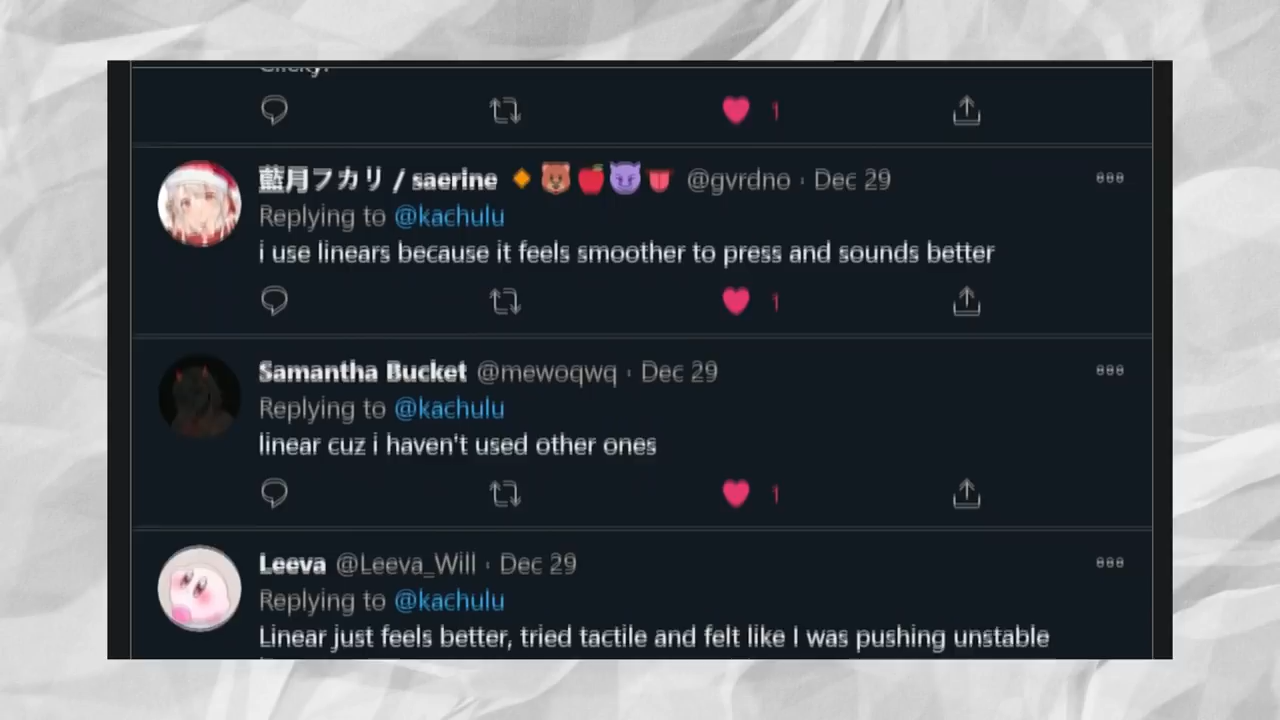 Clicky!
1
藍月フカリ / saerine 🔸🐻🍎😈👅 @gvrdno · Dec 29
Replying to @kachulu
i use linears because it feels smoother to press and sounds better
1
Samantha Bucket @mewoqwq · Dec 29
Replying to @kachulu
linear cuz i haven't used other ones
1
Leeva @Leeva_Will · Dec 29
Replying to @kachulu
Linear just feels better, tried tactile and felt like I was pushing unstable